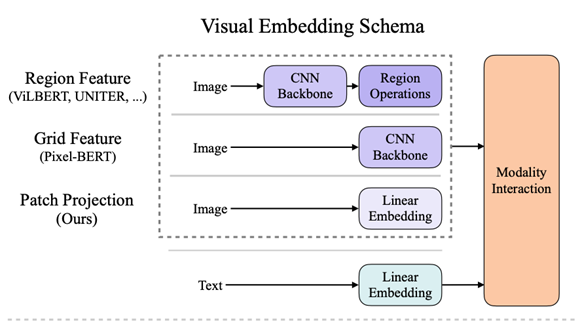 Visual Embedding Schema
Region Feature
(ViLBERT, UNITER, ...)
Image
CNN
Backbone
Region
Operations
Grid Feature
(Pixel-BERT)
Image
CNN
Backbone
Patch Projection
(Ours)
Image
Linear
Embedding
Text
Linear
Embedding
Modality
Interaction